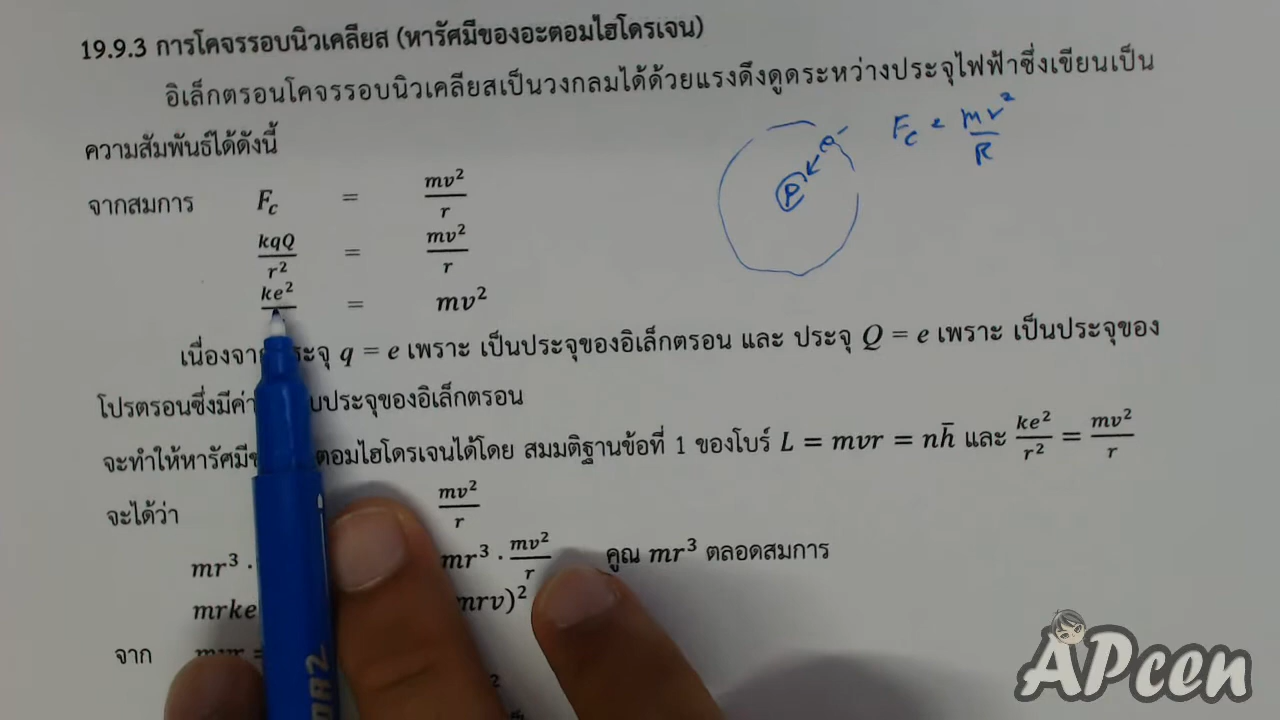 19.9.3 การโคจรรอบนิวเคลียส (หารัศมีของอะตอมไฮโดรเจน)
อิเล็กตรอนโคจรรอบนิวเคลียสเป็นวงกลมได้ด้วยแรงดึงดูดระหว่างประจุไฟฟ้าซึ่งเขียนเป็น
ความสัมพันธ์ได้ดังนี้
e⁻ F_c = mv²/R
P
จากสมการ F_c = mv²/r
kqQ/r² = mv²/r
ke² = mv²
q = e เพราะ เป็นประจุของอิเล็กตรอน และ ประจุ Q = e เพราะ เป็นประจุของ
โปรตรอนซึ่งมีค่า ประจุของอิเล็กตรอน
จะทำให้หารัศมี ไฮโดรเจนได้โดย สมมติฐานข้อที่ 1 ของโบร์ L = mvr = nħ และ ke²/r² = mv²/r
จะได้ว่า mv²/r
mr³ · mr³ · mv²/r คูณ mr³ ตลอดสมการ
mrke mrv)²
จาก
APcen